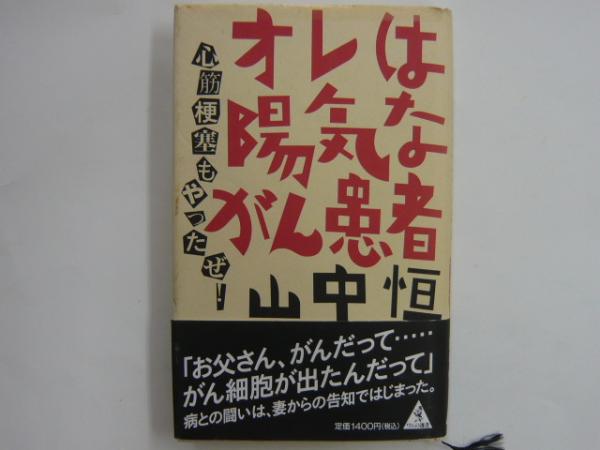 オレは
陽気な
がん患者
心筋梗塞もやったぜ!
山中恒
「お父さん、がんだって‥‥‥
がん細胞が出たんだって」
病との闘いは、妻からの告知ではじまった。
定価1400円(税込)